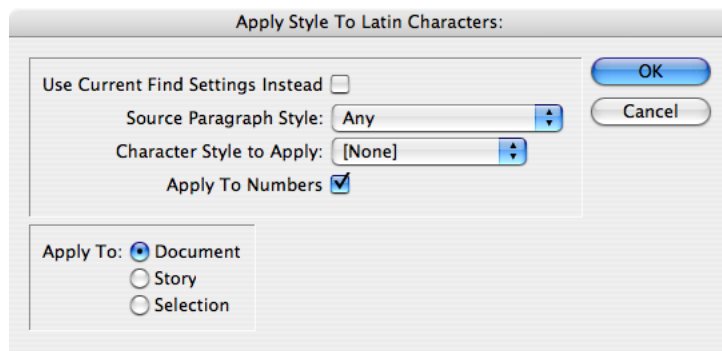 Apply Style To Latin Characters:
Use Current Find Settings Instead
OK
Source Paragraph Style: Any
Cancel
Character Style to Apply: [None]
Apply To Numbers
Apply To: Document
Story
Selection